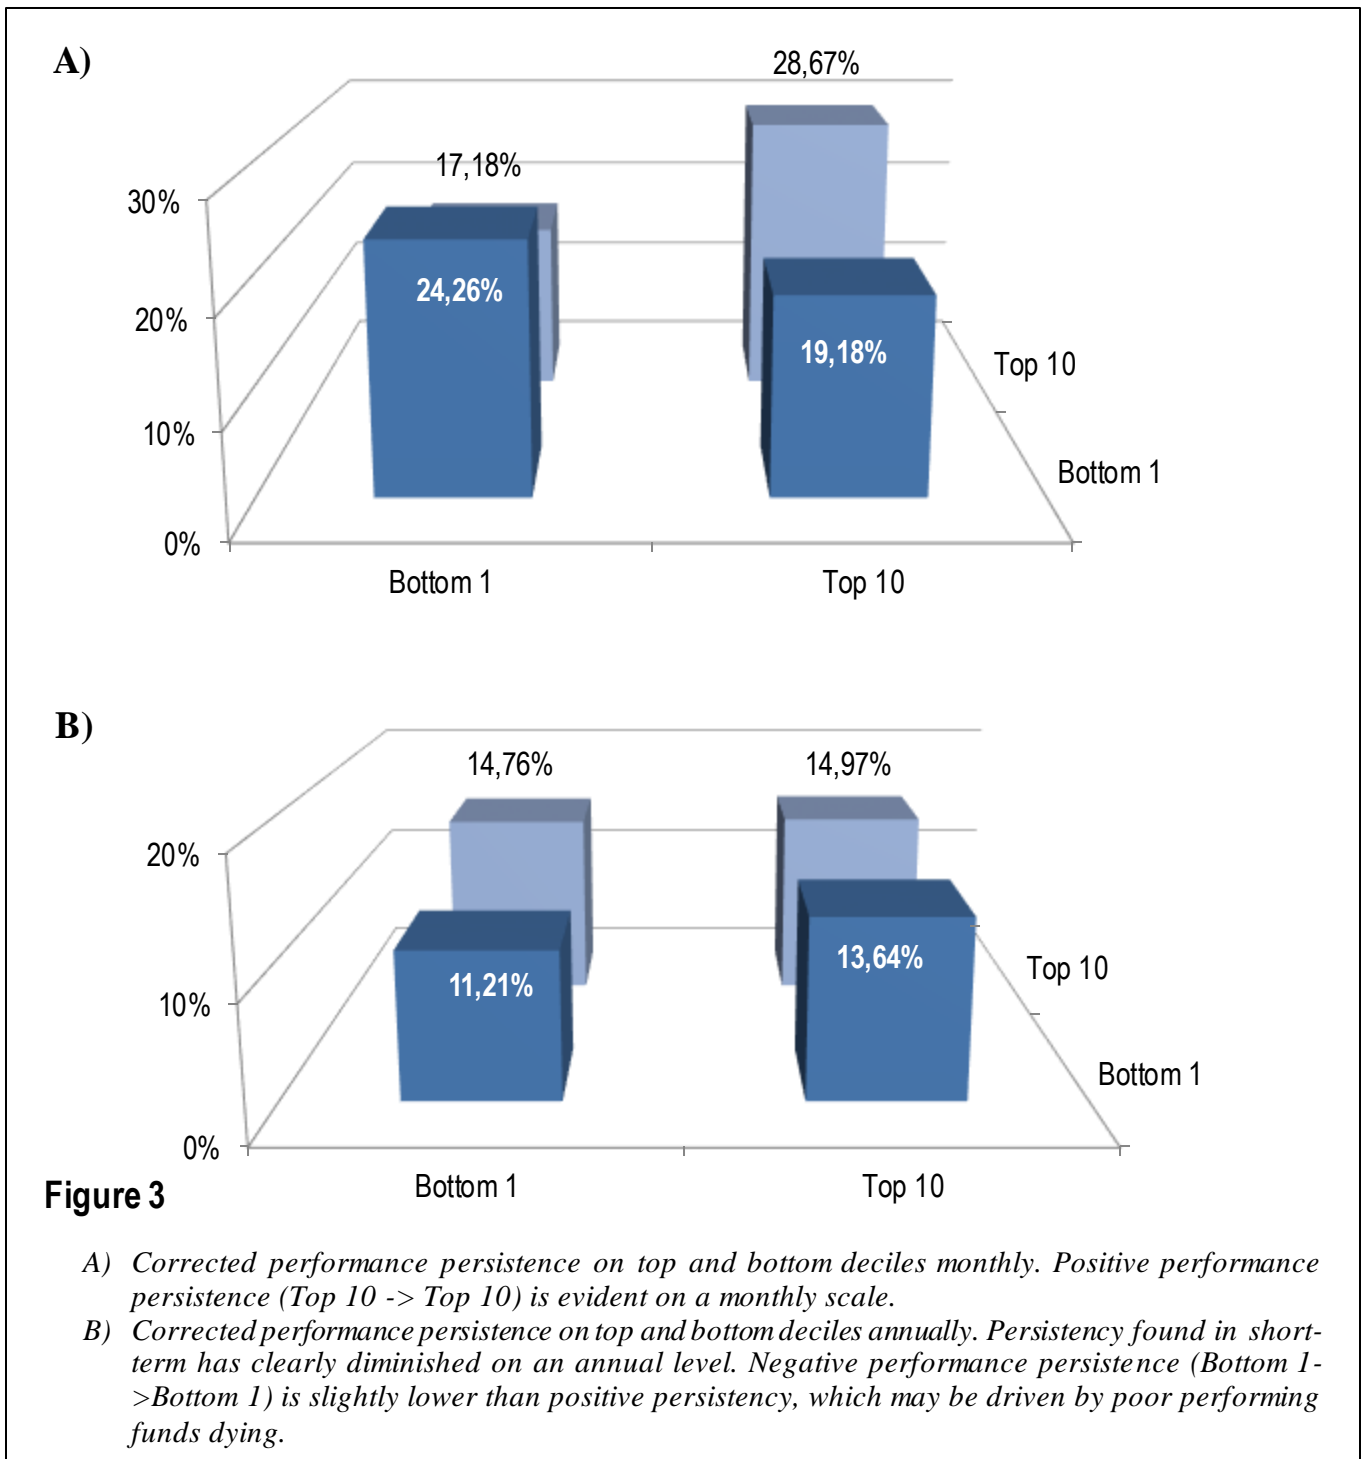 A)
28,67%
17,18%
30%
24,26%
20%
19,18%
Top 10
10%
Bottom 1
0%
Bottom 1
Top 10
B)
14,76%
14,97%
20%
13,64%
11,21%
Top 10
10%
Bottom 1
0%
Bottom 1
Top 10
Figure 3
A) Corrected performance persistence on top and bottom deciles monthly. Positive performance
persistence (Top 10 -> Top 10) is evident on a monthly scale.
B) Corrected performance persistence on top and bottom deciles annually. Persistency found in short-
term has clearly diminished on an annual level. Negative performance persistence (Bottom 1-
>Bottom 1) is slightly lower than positive persistency, which may be driven by poor performing
funds dying.